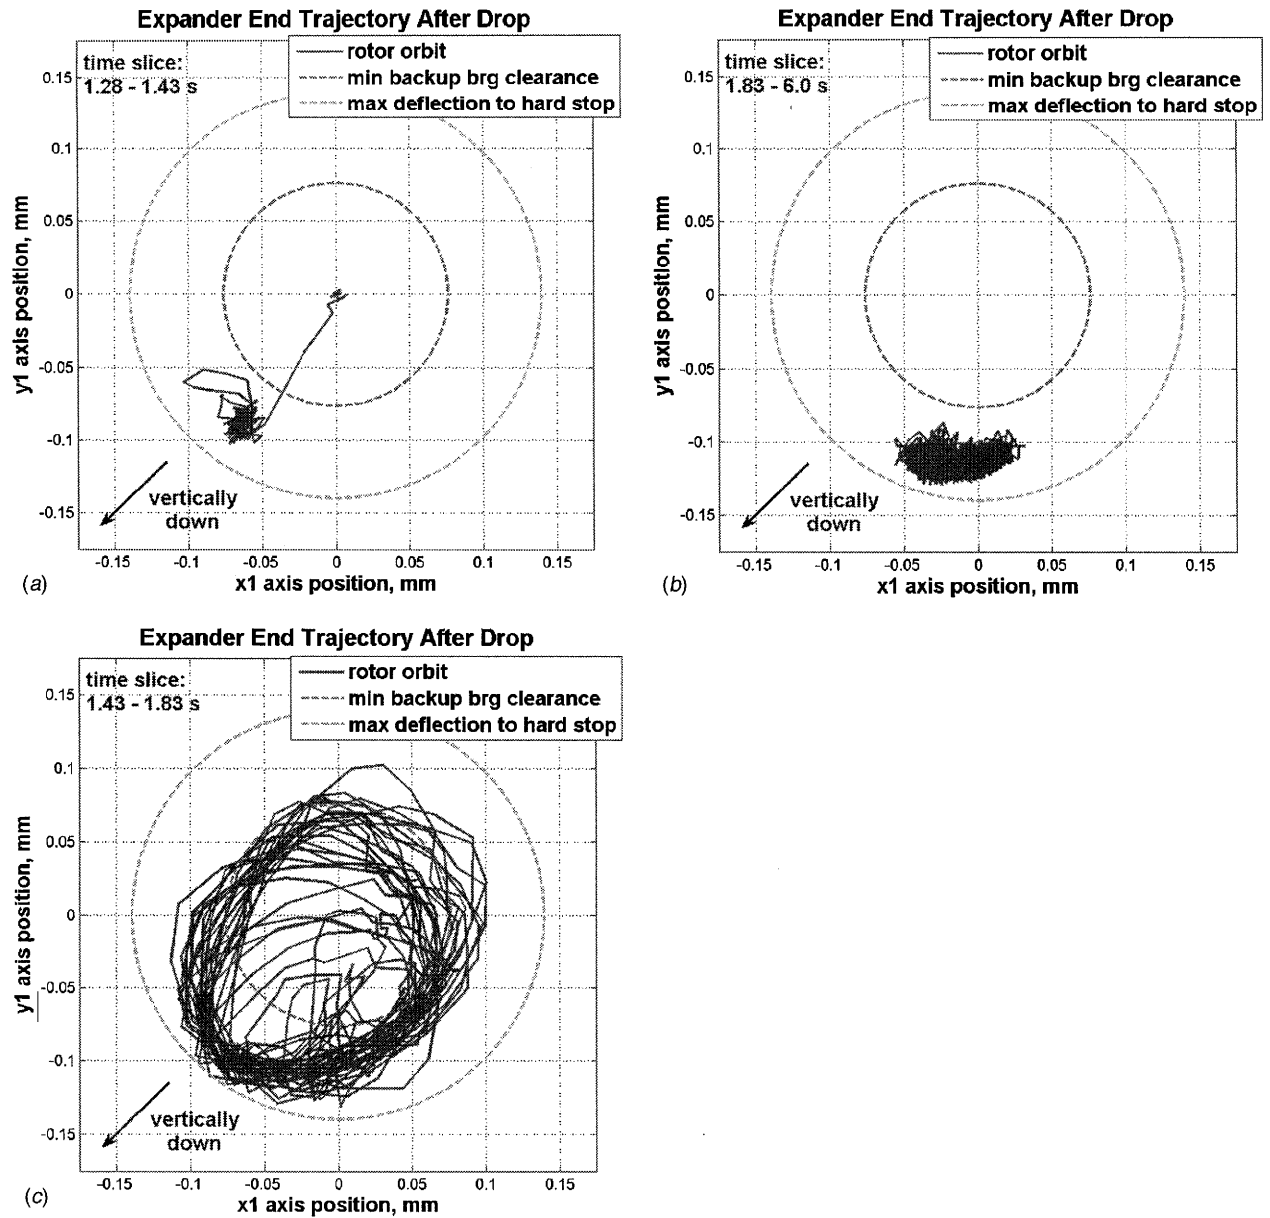 Expander End Trajectory After Drop
time slice:
1.28 - 1.43 s
rotor orbit
min backup brg clearance
max deflection to hard stop
0.15
0.1
0.05
0
-0.05
-0.1
-0.15
y1 axis position, mm
vertically
down
-0.15 -0.1 -0.05 0 0.05 0.1 0.15
x1 axis position, mm
(a)
Expander End Trajectory After Drop
time slice:
1.83 - 6.0 s
rotor orbit
min backup brg clearance
max deflection to hard stop
0.15
0.1
0.05
0
-0.05
-0.1
-0.15
y1 axis position, mm
vertically
down
-0.15 -0.1 -0.05 0 0.05 0.1 0.15
x1 axis position, mm
(b)
Expander End Trajectory After Drop
time slice:
1.43 - 1.83 s
rotor orbit
min backup brg clearance
max deflection to hard stop
0.15
0.1
0.05
0
-0.05
-0.1
-0.15
y1 axis position, mm
vertically
down
-0.15 -0.1 -0.05 0 0.05 0.1 0.15
x1 axis position, mm
(c)